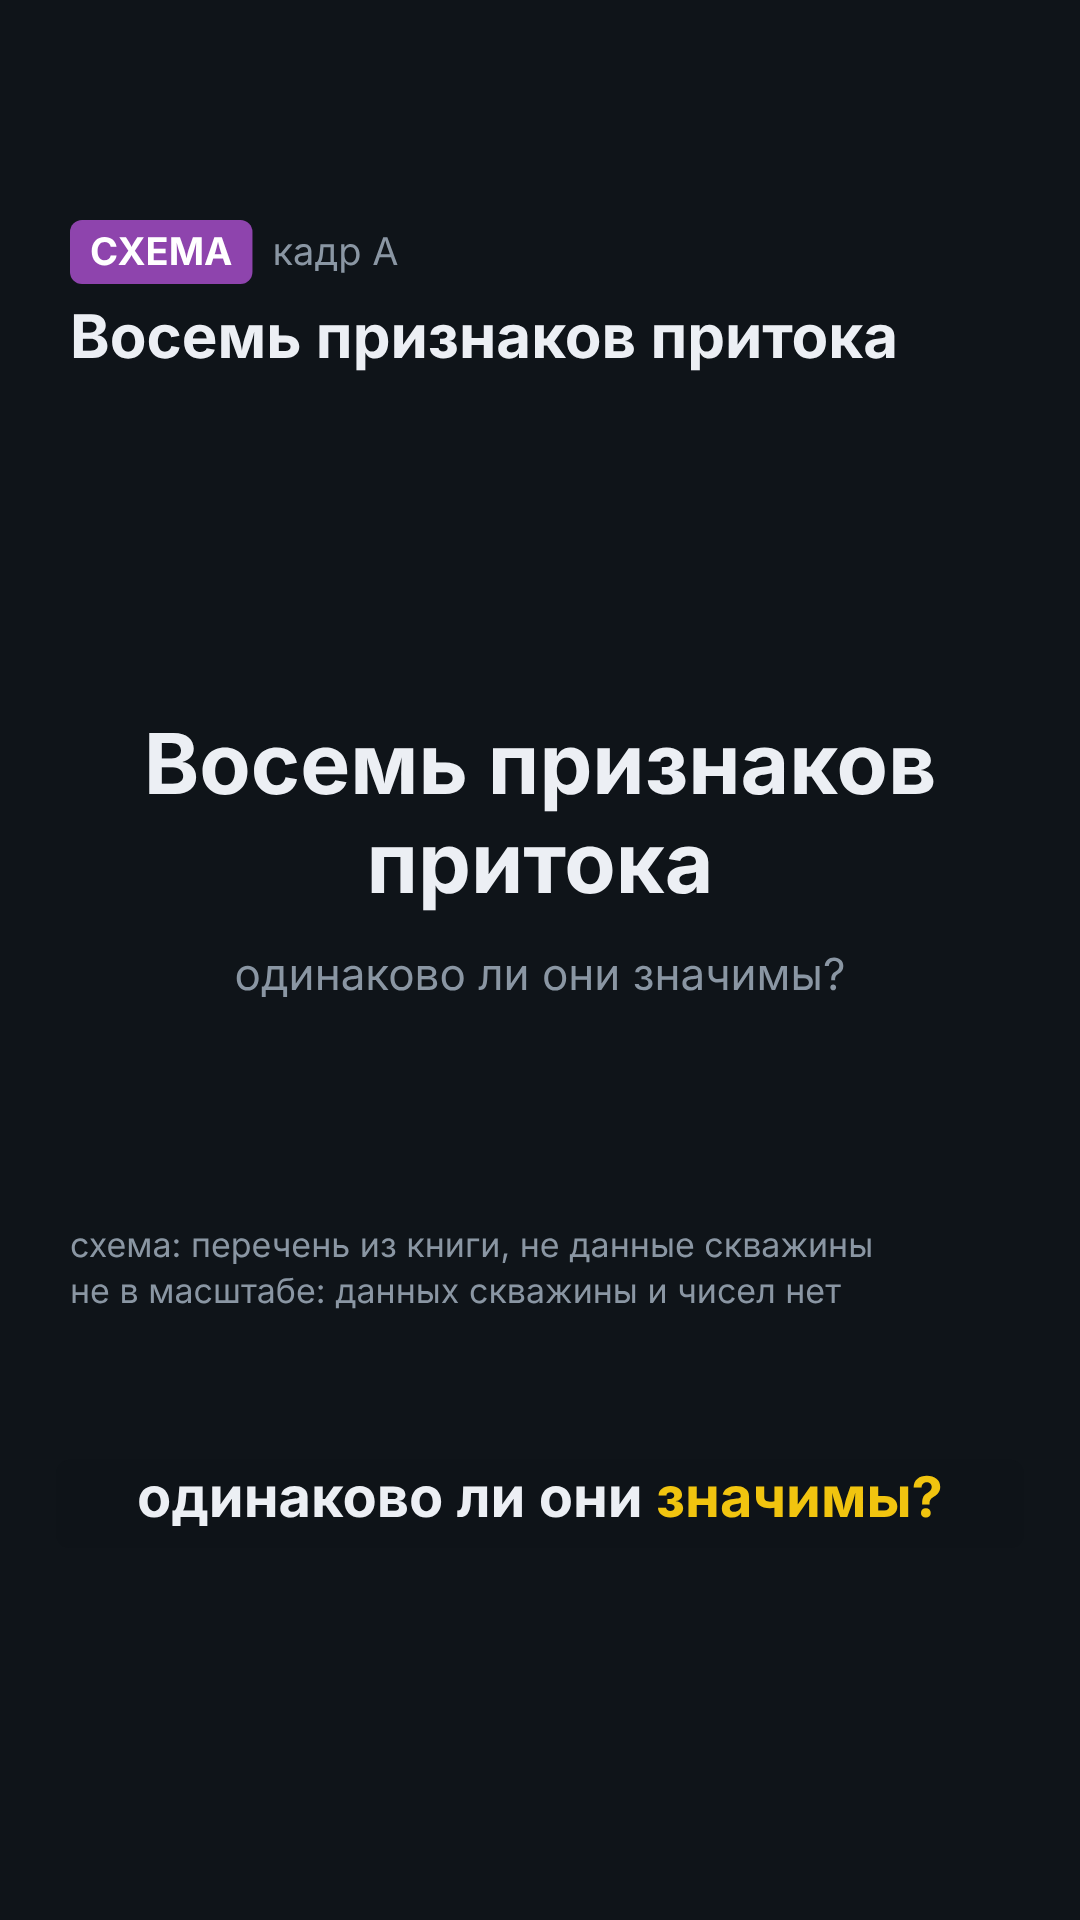 СХЕМА кадр А
Восемь признаков притока
Восемь признаков
притока
одинаково ли они значимы?
схема: перечень из книги, не данные скважины
не в масштабе: данных скважины и чисел нет
одинаково ли они значимы?